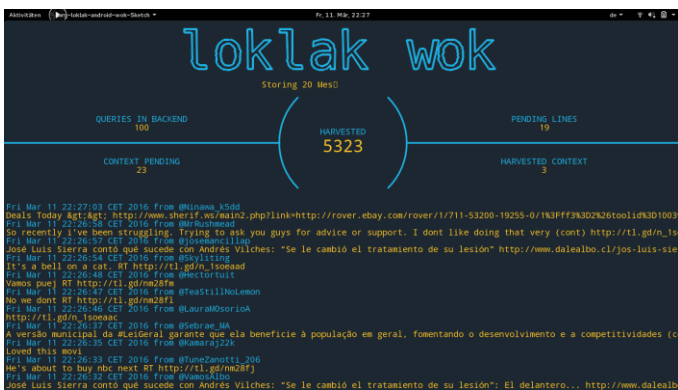 Aktivitäten org-loklak-android-wok-Sketch Fr, 11. Mär, 22:27 de
loklak wok
Storing 20 Mes
QUERIES IN BACKEND
100
PENDING LINES
19
HARVESTED
5323
CONTEXT PENDING
23
HARVESTED CONTEXT
3
Fri Mar 11 22:27:03 CET 2016 from @Ninawa_k5dd
Deals Today &gt;&gt; http://www.sherif.ws/main2.php?link=http://rover.ebay.com/rover/1/711-53200-19255-0/1%3Fff3%3D2%26toolid%3D1003
Fri Mar 11 22:26:58 CET 2016 from @MrRushmead
So recently i've been struggling. Trying to ask you guys for advice or support. I dont like doing that very (cont) http://tl.gd/n_1so
Fri Mar 11 22:26:57 CET 2016 from @josemancillap
José Luis Sierra contó qué sucede con Andrés Vilches: "Se le cambió el tratamiento de su lesión" http://www.dalealbo.cl/jos-luis-sie
Fri Mar 11 22:26:54 CET 2016 from @Skyliting
It's a bell on a cat. RT http://tl.gd/n_1soeaad
Fri Mar 11 22:26:48 CET 2016 from @Hectortuit
Vamos puej RT http://tl.gd/nm28fm
Fri Mar 11 22:26:47 CET 2016 from @TeaStillNoLemon
No we dont RT http://tl.gd/nm28fl
Fri Mar 11 22:26:46 CET 2016 from @LauraMOsorioA
http://tl.gd/n_1soeaac
Fri Mar 11 22:26:37 CET 2016 from @Sebrae_MA
A versão municipal da #LeiGeral garante que ela beneficie à população em geral, fomentando o desenvolvimento e a competitividades (c
Fri Mar 11 22:26:35 CET 2016 from @Kamaraj22k
Loved this movi
Fri Mar 11 22:26:33 CET 2016 from @TuneZanotti_206
He's about to buy nbc next RT http://tl.gd/nm28fj
Fri Mar 11 22:26:32 CET 2016 from @VamosAlbo
José Luis Sierra contó qué sucede con Andrés Vilches: "Se le cambió el tratamiento de su lesión": El delantero... http://www.dalealb